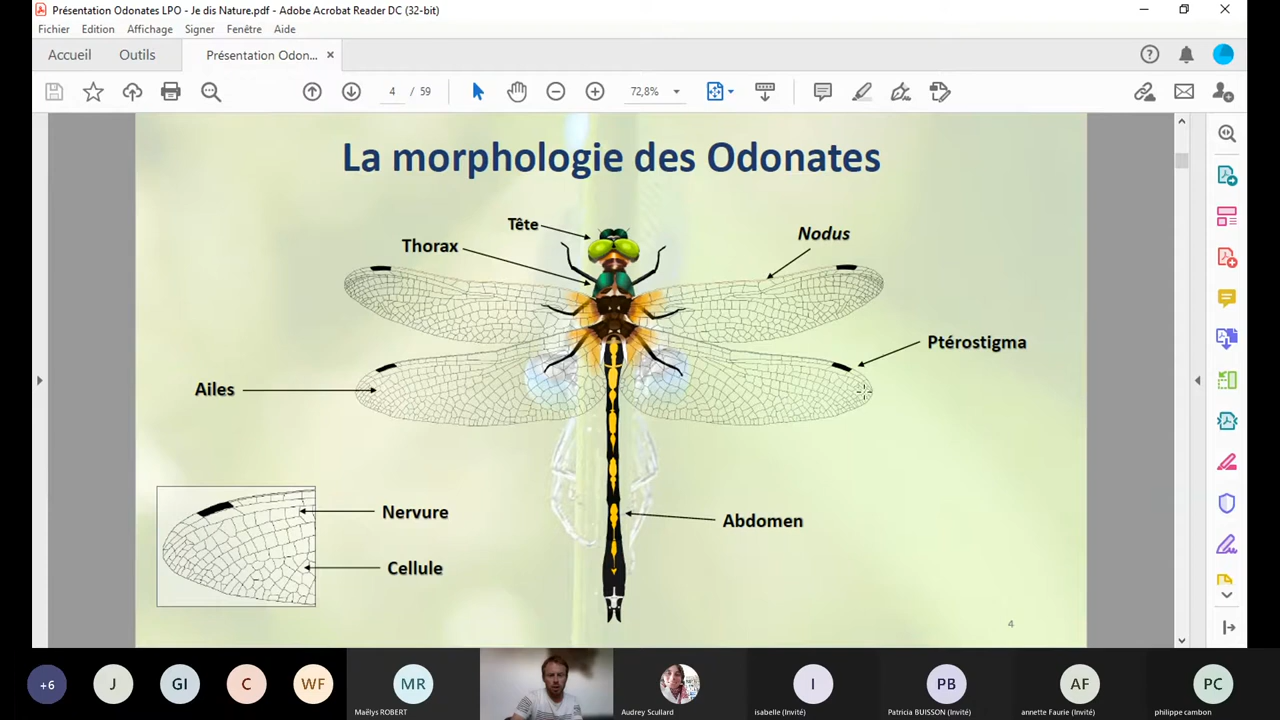 Présentation Odonates LPO - Je dis Nature.pdf - Adobe Acrobat Reader DC (32-bit)
Fichier Edition Affichage Signer Fenêtre Aide
Accueil Outils Présentation Odon... ×
4 / 59 72,8%
La morphologie des Odonates
Tête
Nodus
Thorax
Ptérostigma
Ailes
Nervure
Abdomen
Cellule
4
+6 J GI C WF MR I PB AF PC
Maëlys ROBERT Audrey Scullard isabelle (Invité) Patricia BUISSON (Invité) annette Faurie (Invité) philippe cambon